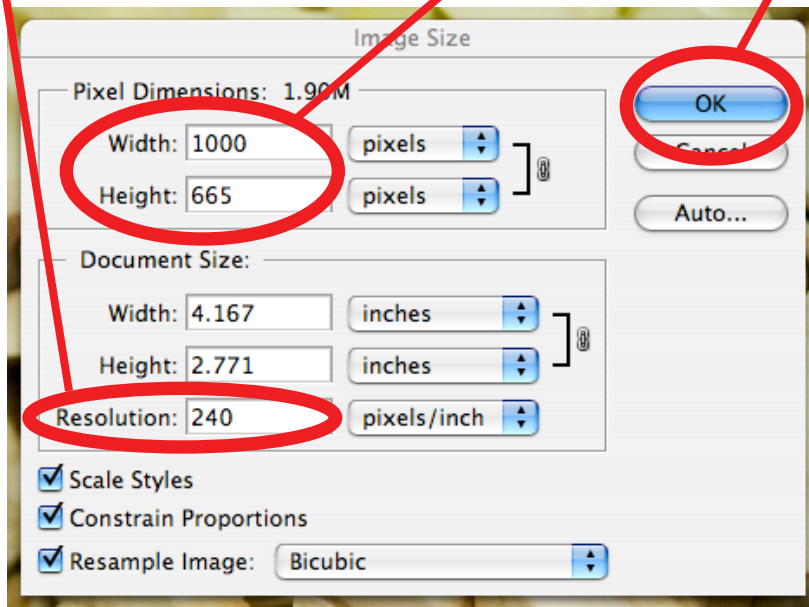 Image Size
Pixel Dimensions: 1.90M
Width: 1000 pixels
Height: 665 pixels
OK
Cancel
Auto...
Document Size:
Width: 4.167 inches
Height: 2.771 inches
Resolution: 240 pixels/inch
Scale Styles
Constrain Proportions
Resample Image: Bicubic